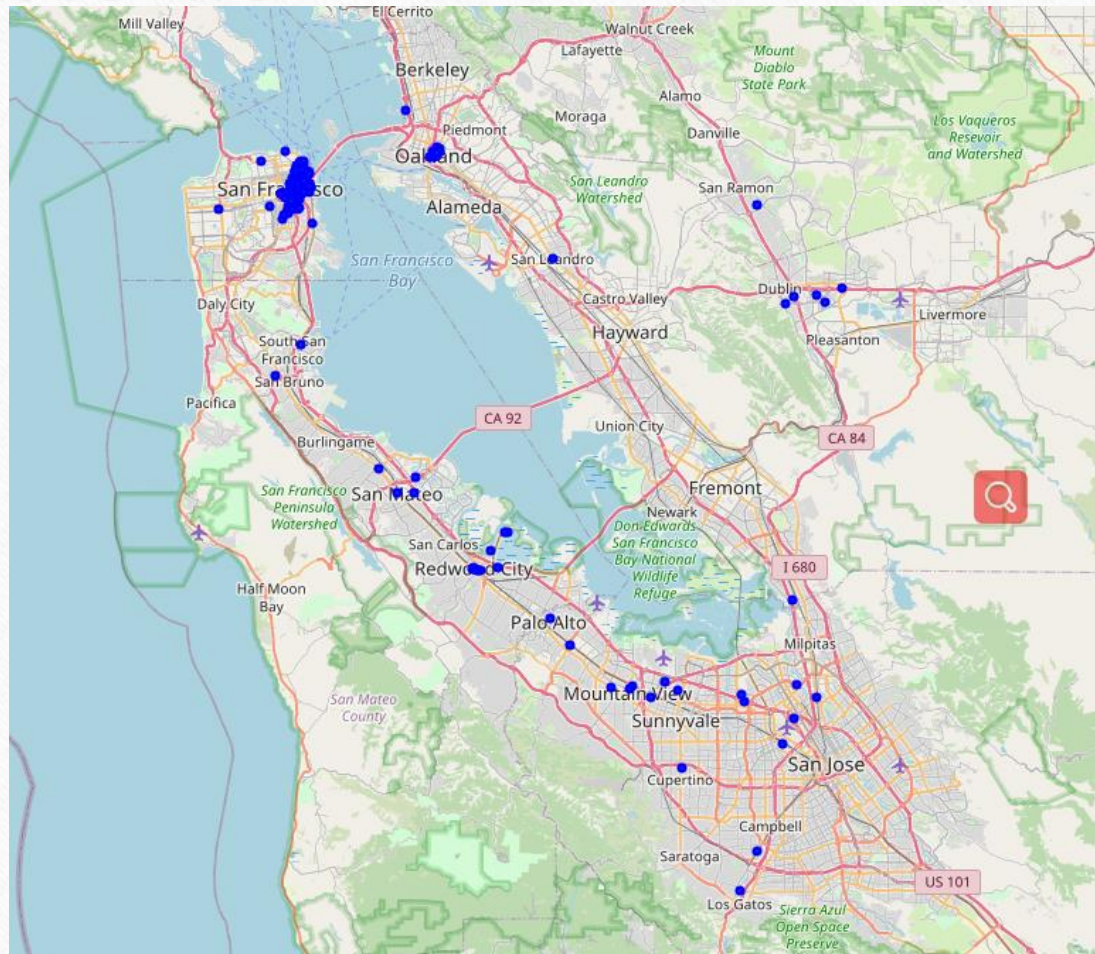 Mill Valley
El Cerrito
Walnut Creek
Lafayette
Berkeley
Mount
Diablo
State Park
Alamo
Los Vaqueros
Resevoir
and Watershed
Moraga
Piedmont
Danville
Oakland
San Francisco
San Leandro
Watershed
San Ramon
Alameda
San Francisco
Bay
San Leandro
Daly City
Castro Valley
Dublin
Livermore
Hayward
Pleasanton
South San
Francisco
San Bruno
Pacifica
CA 92
Union City
CA 84
Burlingame
San Francisco
Peninsula
Watershed
San Mateo
Fremont
Newark
Don Edwards
San Francisco
Bay National
Wildlife
Refuge
San Carlos
Redwood City
I 680
Half Moon
Bay
Palo Alto
Milpitas
San Mateo
County
Mountain View
Sunnyvale
San Jose
Cupertino
Campbell
Saratoga
US 101
Los Gatos
Sierra Azul
Open Space
Preserve